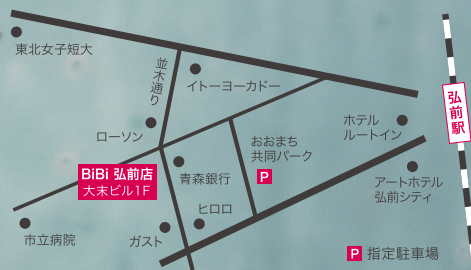 東北女子短大
並木通り
イトーヨーカドー
弘前駅
ローソン
ホテル
ルートイン
おおまち
共同パーク
P
BiBi 弘前店
大末ビル1F
青森銀行
アートホテル
弘前シティ
ヒロロ
市立病院
ガスト
P 指定駐車場